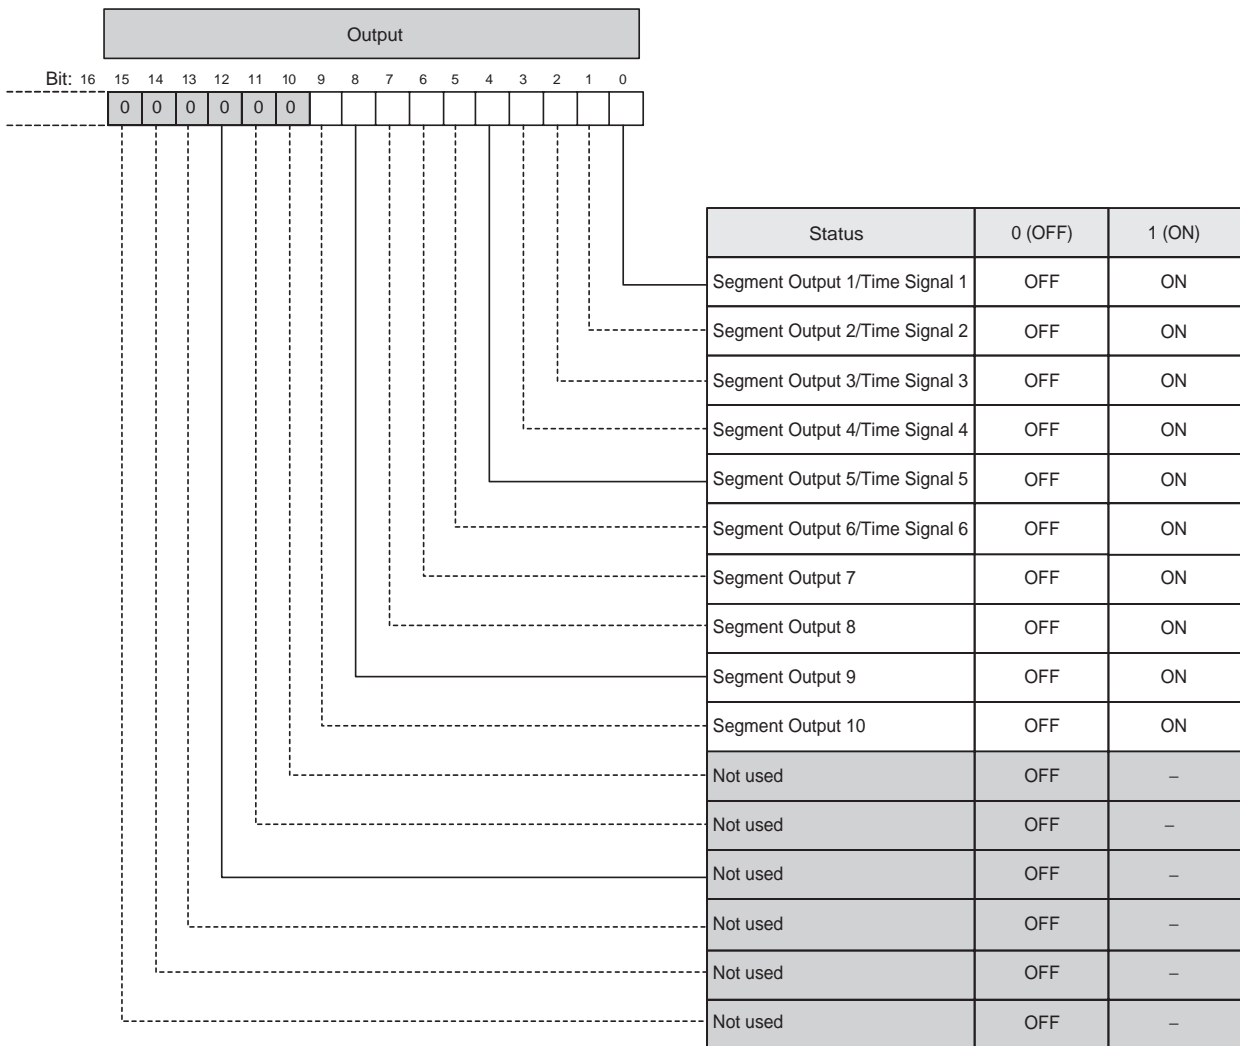 Output
Bit: 16 15 14 13 12 11 10 9 8 7 6 5 4 3 2 1 0
0 0 0 0 0 0
Status 0 (OFF) 1 (ON)
Segment Output 1/Time Signal 1 OFF ON
Segment Output 2/Time Signal 2 OFF ON
Segment Output 3/Time Signal 3 OFF ON
Segment Output 4/Time Signal 4 OFF ON
Segment Output 5/Time Signal 5 OFF ON
Segment Output 6/Time Signal 6 OFF ON
Segment Output 7 OFF ON
Segment Output 8 OFF ON
Segment Output 9 OFF ON
Segment Output 10 OFF ON
Not used OFF –
Not used OFF –
Not used OFF –
Not used OFF –
Not used OFF –
Not used OFF –